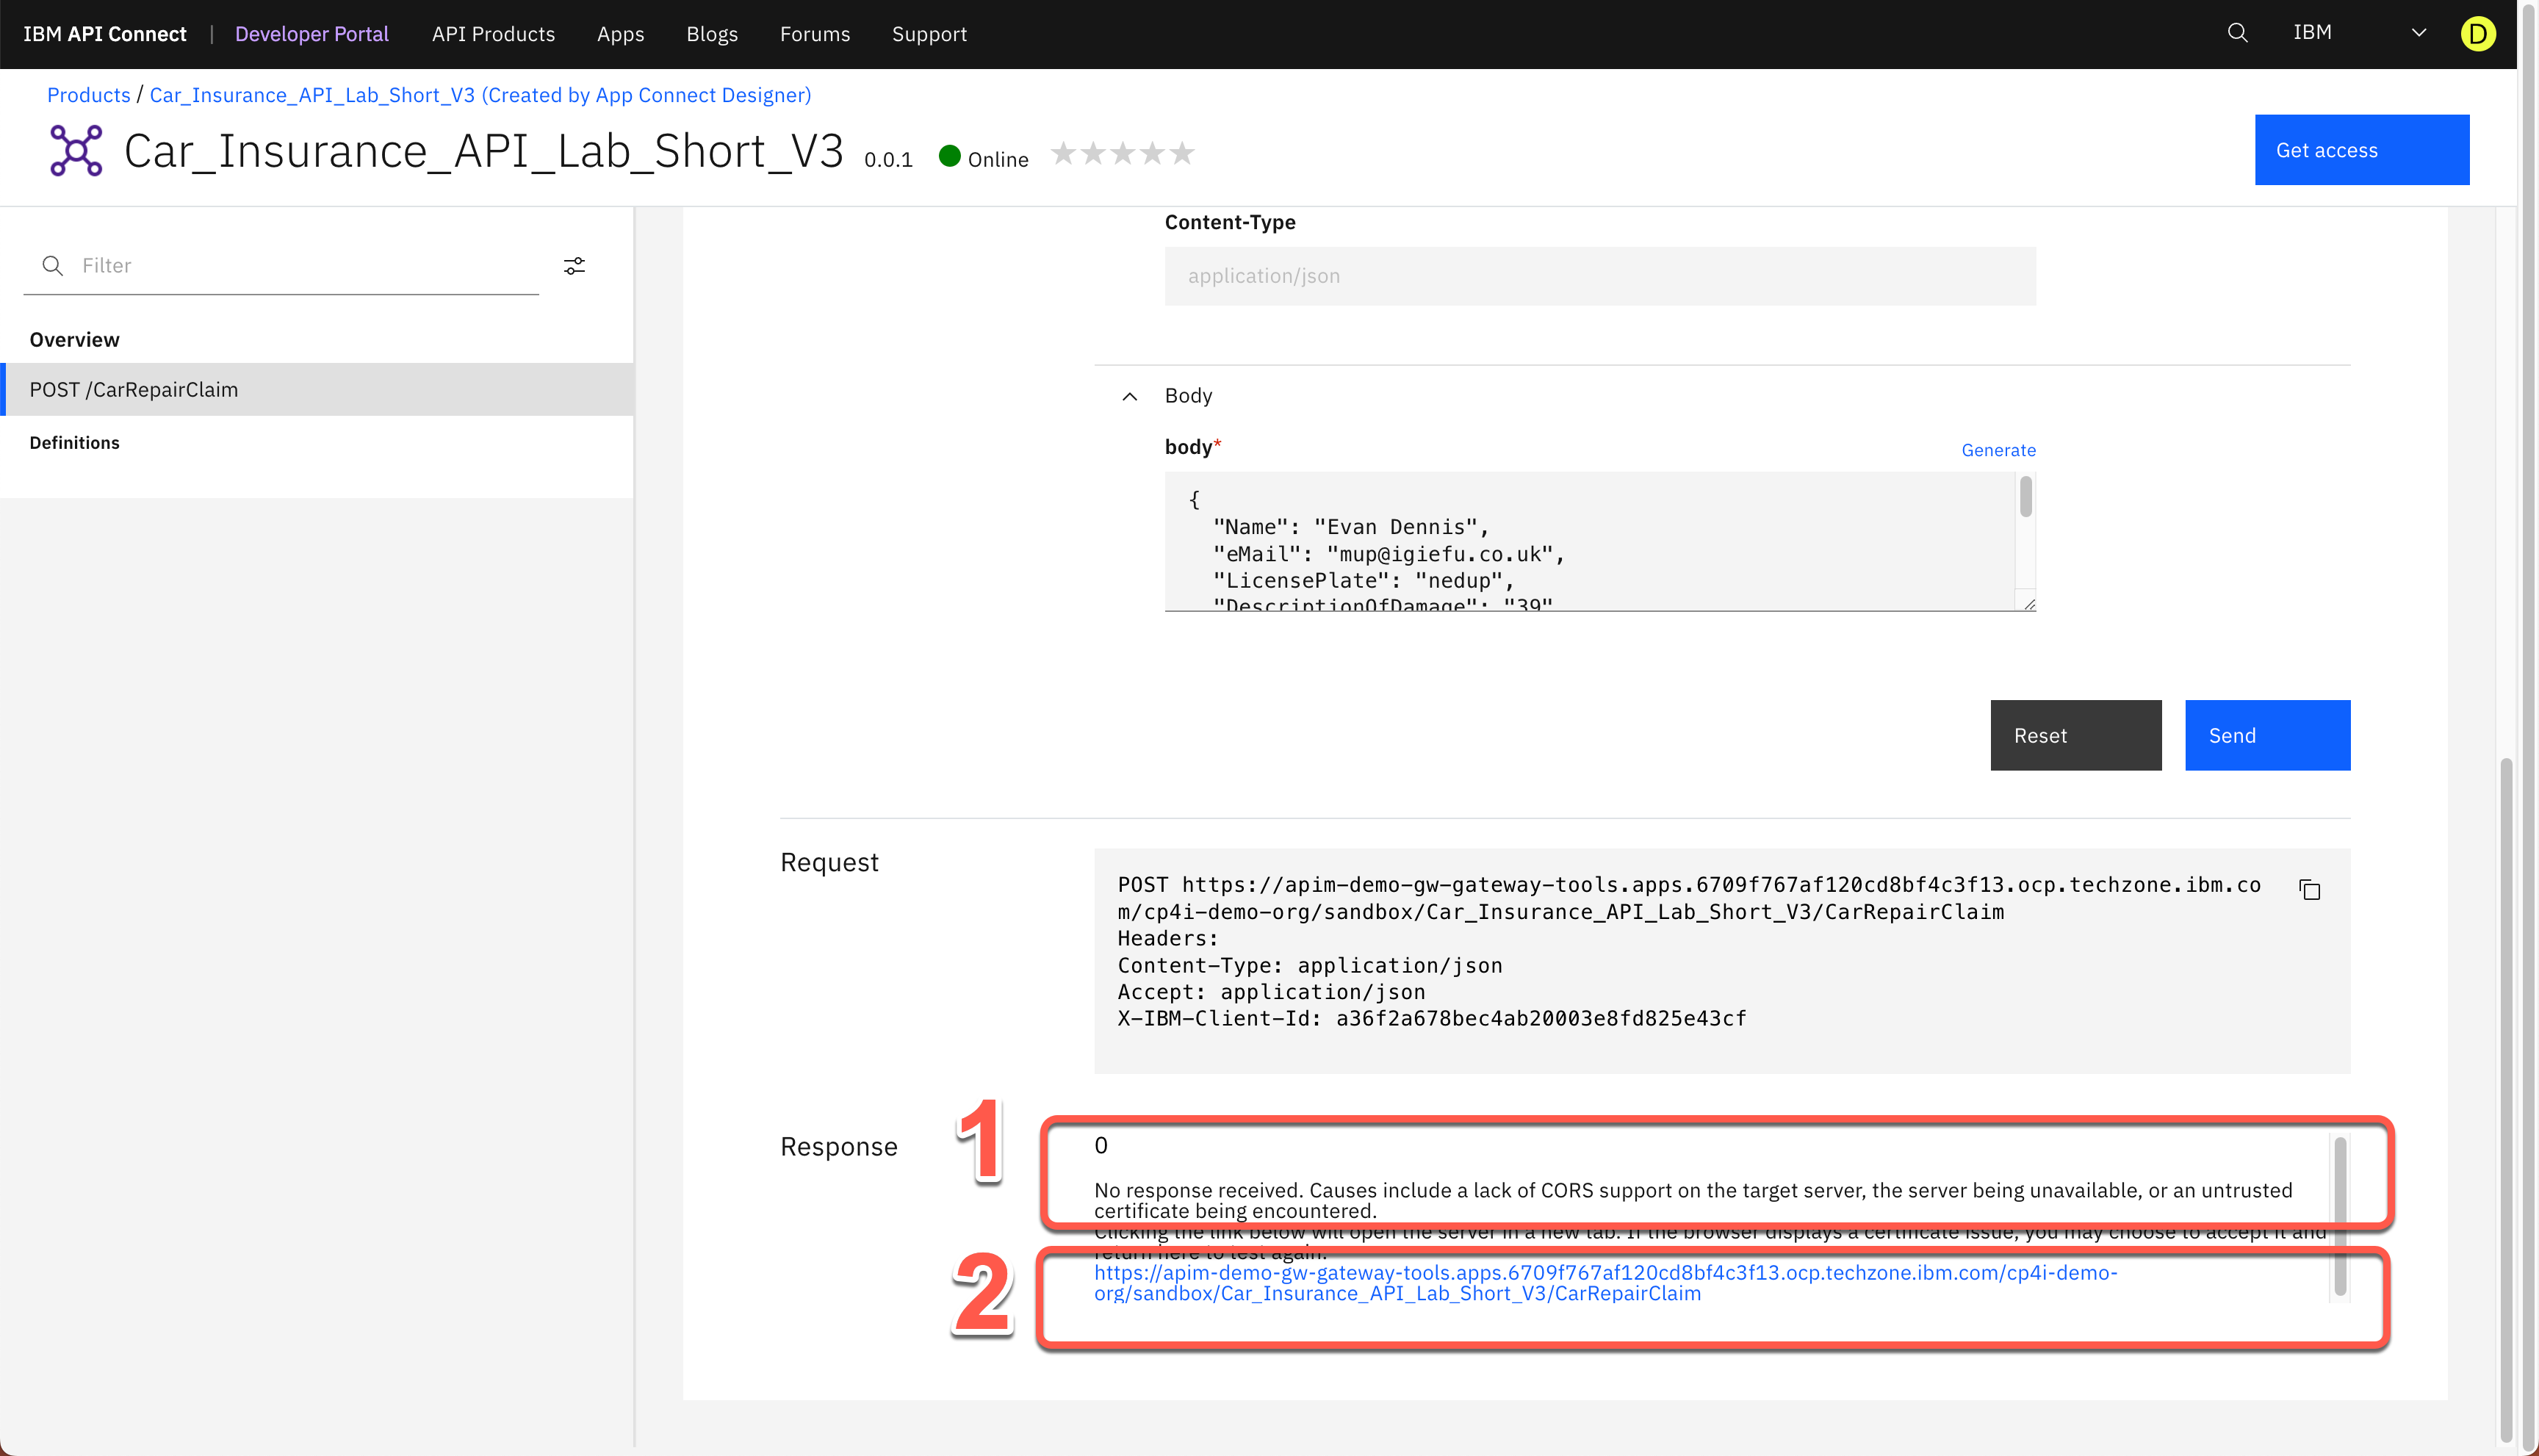 IBM API Connect | Developer Portal API Products Apps Blogs Forums Support IBM D
Products / Car_Insurance_API_Lab_Short_V3 (Created by App Connect Designer)
Car_Insurance_API_Lab_Short_V3 0.0.1 Online
Get access
Filter
Overview
POST /CarRepairClaim
Definitions
Content-Type
application/json
Body
body*
Generate
{
"Name": "Evan Dennis",
"eMail": "mup@igiefu.co.uk",
"LicensePlate": "nedup",
"DescriptionOfDamage": "39"
Reset
Send
Request
POST https://apim-demo-gw-gateway-tools.apps.6709f767af120cd8bf4c3f13.ocp.techzone.ibm.co
m/cp4i-demo-org/sandbox/Car_Insurance_API_Lab_Short_V3/CarRepairClaim
Headers:
Content-Type: application/json
Accept: application/json
X-IBM-Client-Id: a36f2a678bec4ab20003e8fd825e43cf
Response
1
0
No response received. Causes include a lack of CORS support on the target server, the server being unavailable, or an untrusted
certificate being encountered.
Clicking the link below will open the server in a new tab. If the browser displays a certificate issue, you may choose to accept it and
return here to test again.
2
https://apim-demo-gw-gateway-tools.apps.6709f767af120cd8bf4c3f13.ocp.techzone.ibm.com/cp4i-demo-
org/sandbox/Car_Insurance_API_Lab_Short_V3/CarRepairClaim